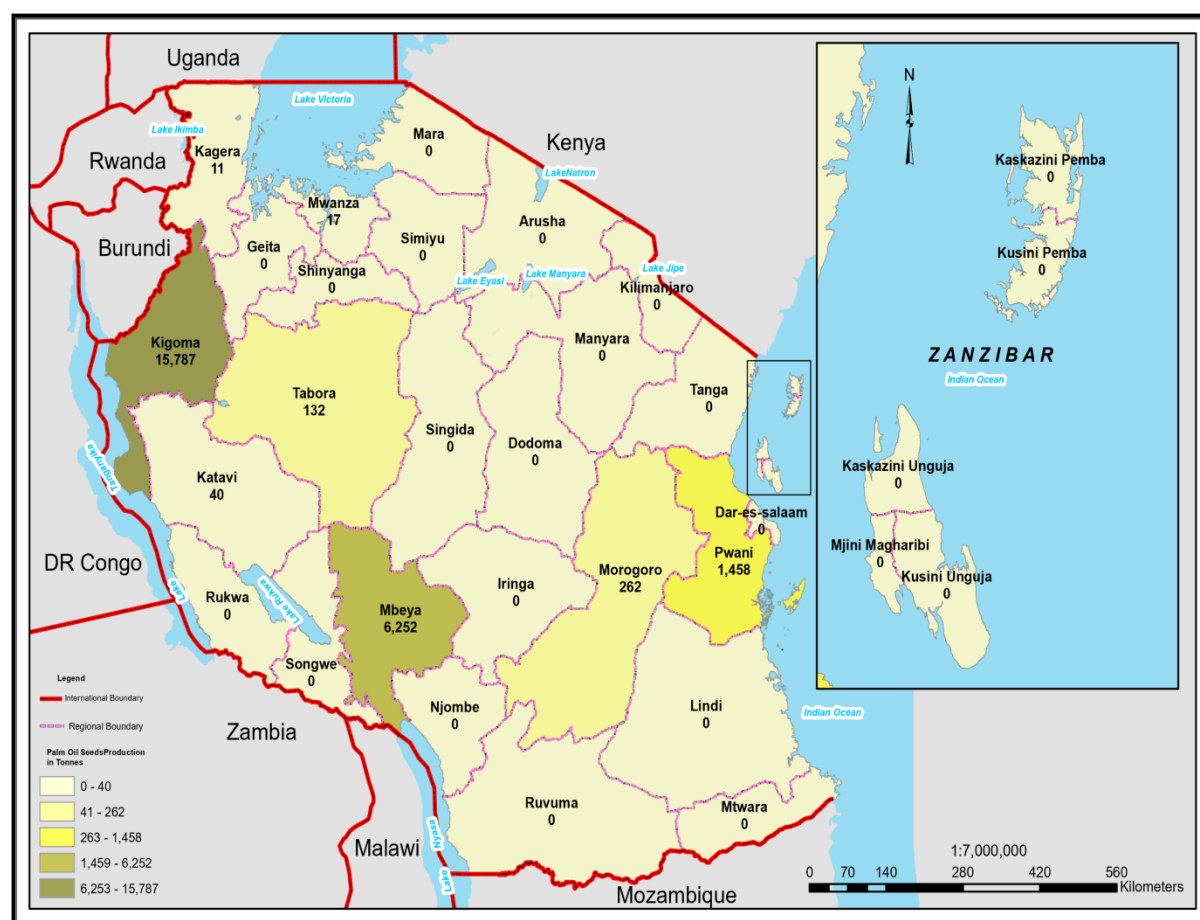 Uganda
Lake Victoria
Lake Ikimba
Rwanda
Kagera
11
Mara
0
Kenya
LakeNatron
Burundi
Mwanza
17
Geita
0
Simiyu
0
Arusha
0
Shinyanga
0
Lake Eyasi
Lake Manyara
Lake Jipe
Kilimanjaro
0
Kigoma
15,787
Manyara
0
Tabora
132
Tanga
0
Singida
0
Dodoma
0
Tanganyika
Lake
Katavi
40
Dar-es-salaam
0
Pwani
1,458
DR Congo
Rukwa
0
Lake Rukwa
Mbeya
6,252
Iringa
0
Morogoro
262
Songwe
0
Njombe
0
Lindi
0
Indian Ocean
Zambia
Ruvuma
0
Mtwara
0
Malawi
Nyasa
Lake
Mozambique
N
Kaskazini Pemba
0
Kusini Pemba
0
ZANZIBAR
Indian Ocean
Kaskazini Unguja
0
Mjini Magharibi
0
Kusini Unguja
0
Legend
International Boundary
Regional Boundary
Palm Oil SeedsProduction
in Tonnes
0 - 40
41 - 262
263 - 1,458
1,459 - 6,252
6,253 - 15,787
1:7,000,000
0 70 140 280 420 560
Kilometers